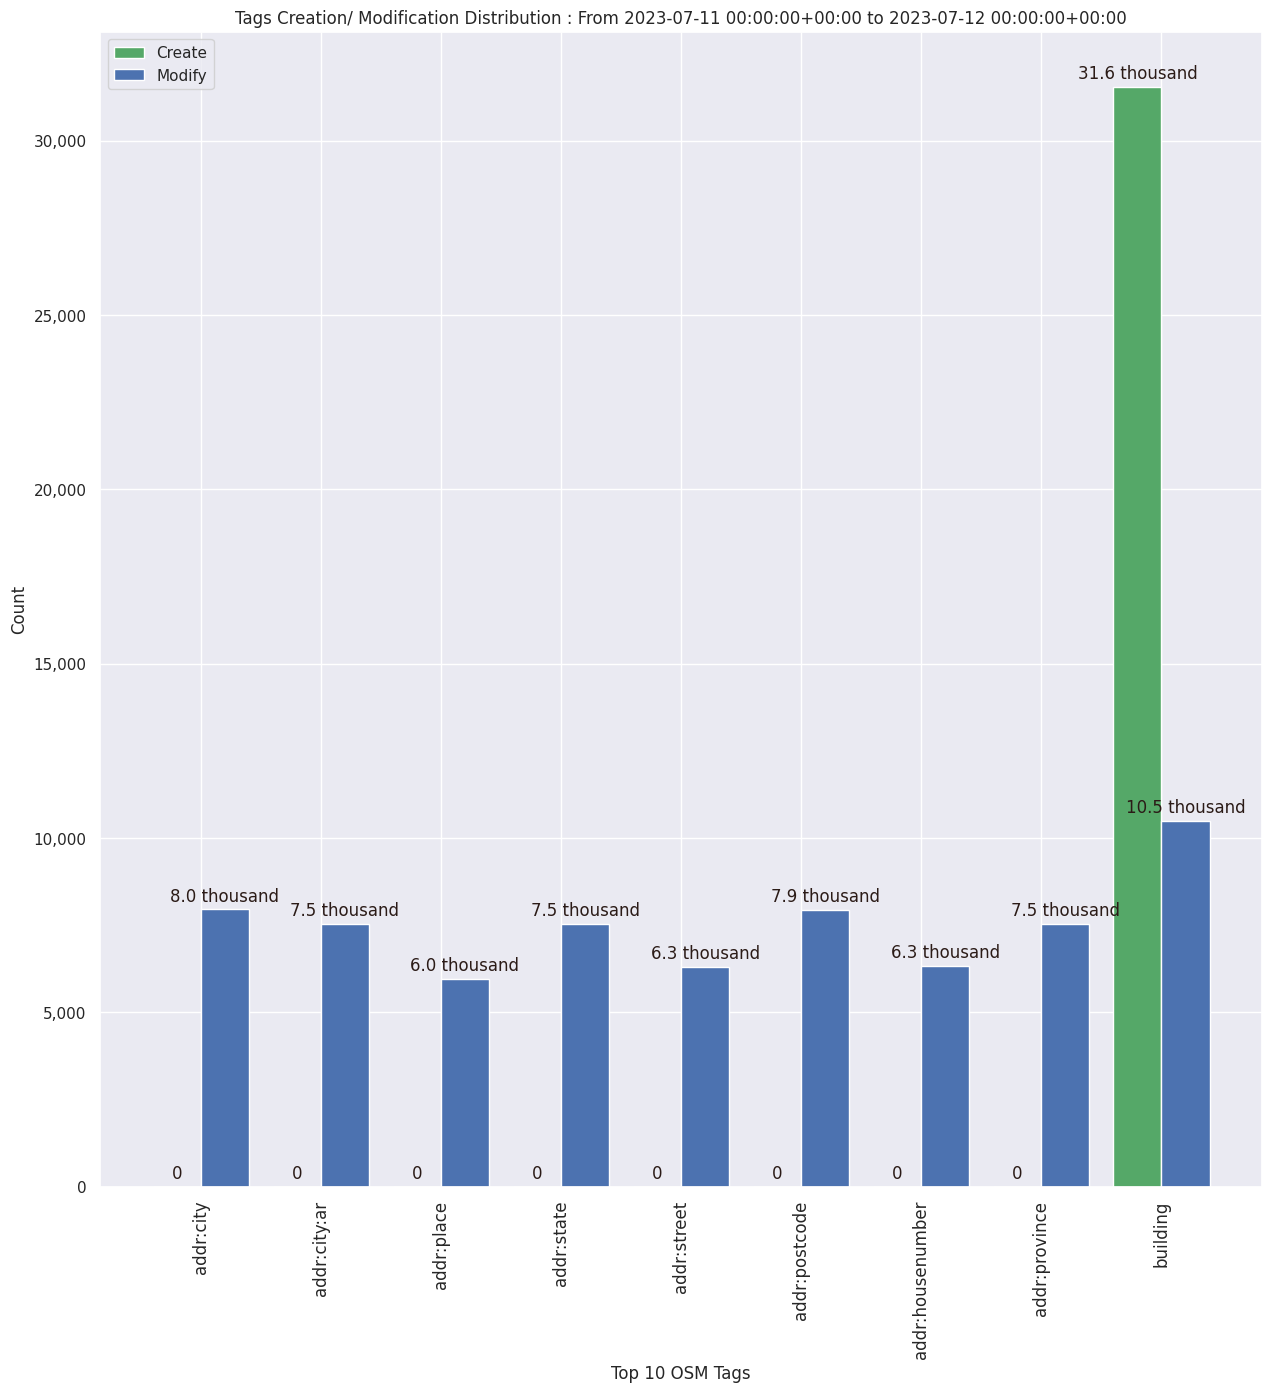 Tags Creation/ Modification Distribution : From 2023-07-11 00:00:00+00:00 to 2023-07-12 00:00:00+00:00
Create
Modify
31.6 thousand
30,000
25,000
20,000
15,000
10.5 thousand
10,000
8.0 thousand
7.5 thousand
6.0 thousand
7.5 thousand
6.3 thousand
7.9 thousand
6.3 thousand
7.5 thousand
5,000
0
0
0
0
0
0
0
0
0
Count
addr:city
addr:city:ar
addr:place
addr:state
addr:street
addr:postcode
addr:housenumber
addr:province
building
Top 10 OSM Tags